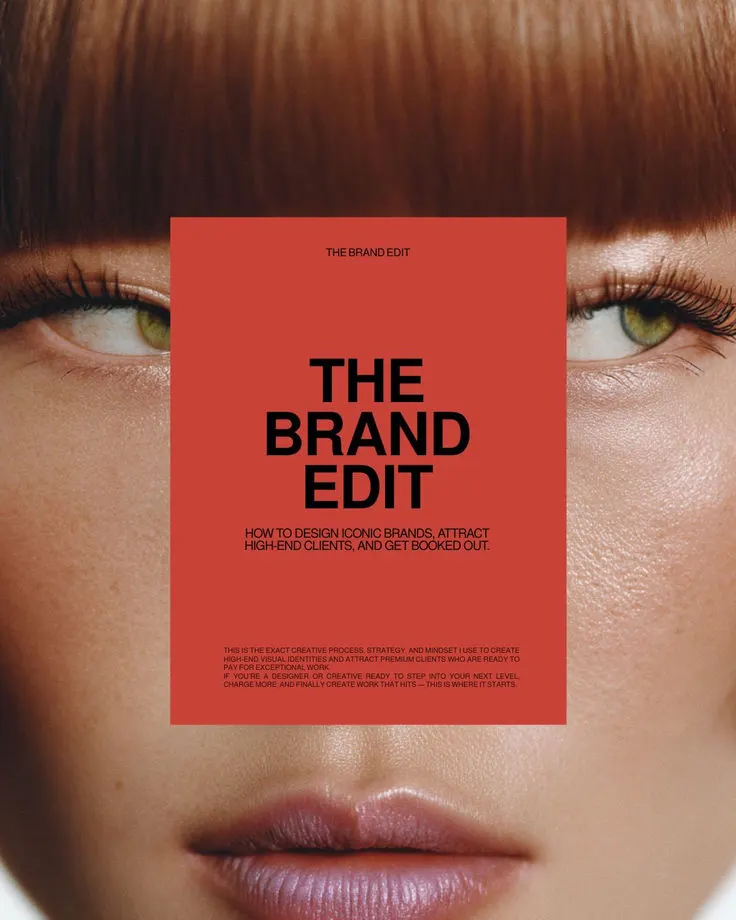 THE BRAND EDIT
THE
BRAND
EDIT
HOW TO DESIGN ICONIC BRANDS, ATTRACT
HIGH-END CLIENTS, AND GET BOOKED OUT.
THIS IS THE EXACT CREATIVE PROCESS, STRATEGY, AND MINDSET I USE TO CREATE
HIGH-END VISUAL IDENTITIES AND ATTRACT PREMIUM CLIENTS WHO ARE READY TO
PAY FOR EXCEPTIONAL WORK.
IF YOU'RE A DESIGNER OR CREATIVE READY TO STEP INTO YOUR NEXT LEVEL,
CHARGE MORE, AND FINALLY CREATE WORK THAT HITS — THIS IS WHERE IT STARTS.